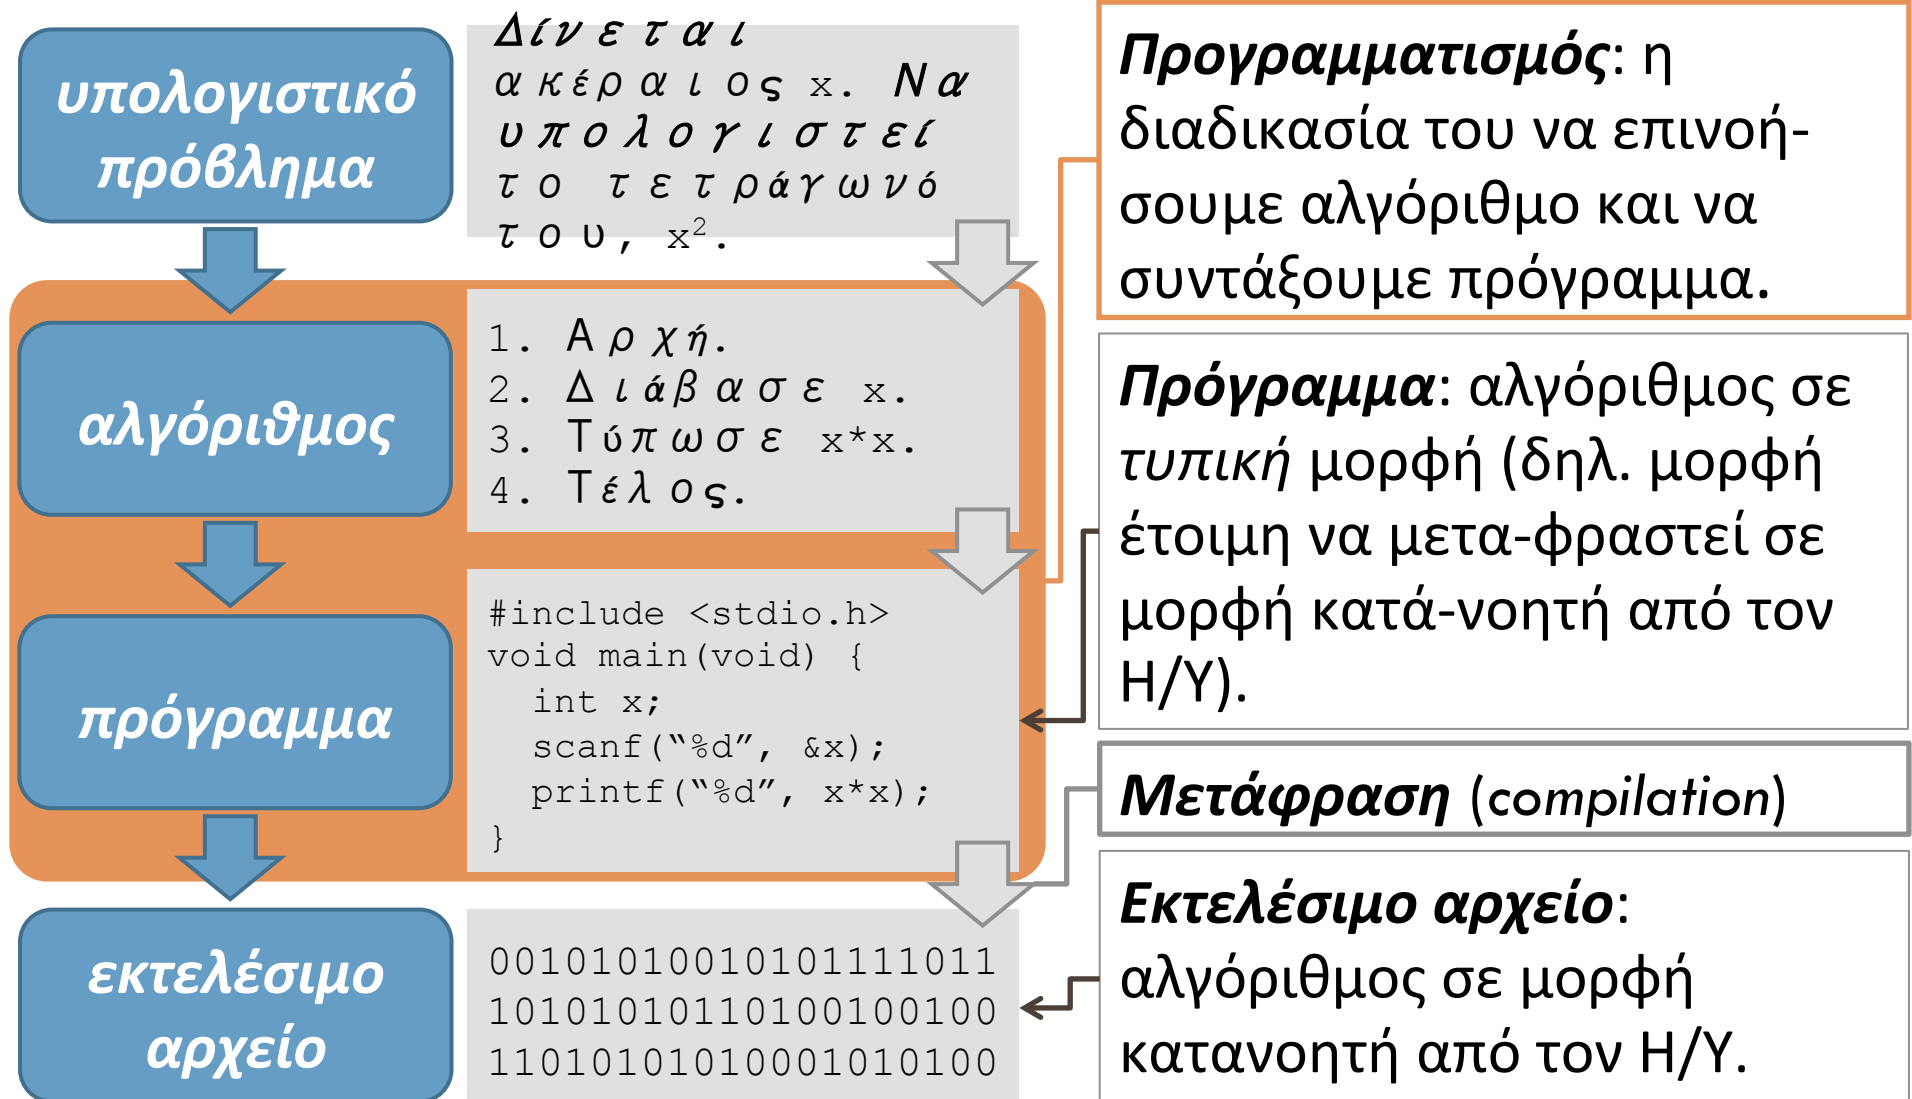 υπολογιστικό
πρόβλημα
Δίνεται
ακέραιος x. Να
υπολογιστεί
το τετράγωνό
του, x².
αλγόριθμος
1. Αρχή.
2. Διάβασε x.
3. Τύπωσε x*x.
4. Τέλος.
πρόγραμμα
#include <stdio.h>
void main(void) {
int x;
scanf(“%d”, &x);
printf(“%d”, x*x);
}
εκτελέσιμο
αρχείο
00101010010101111011
10101010110100100100
11010101010001010100
Προγραμματισμός: η
διαδικασία του να επινοή-
σουμε αλγόριθμο και να
συντάξουμε πρόγραμμα.
Πρόγραμμα: αλγόριθμος σε
τυπική μορφή (δηλ. μορφή
έτοιμη να μετα-φραστεί σε
μορφή κατά-νοητή από τον
Η/Υ).
Μετάφραση (compilation)
Εκτελέσιμο αρχείο:
αλγόριθμος σε μορφή
κατανοητή από τον Η/Υ.